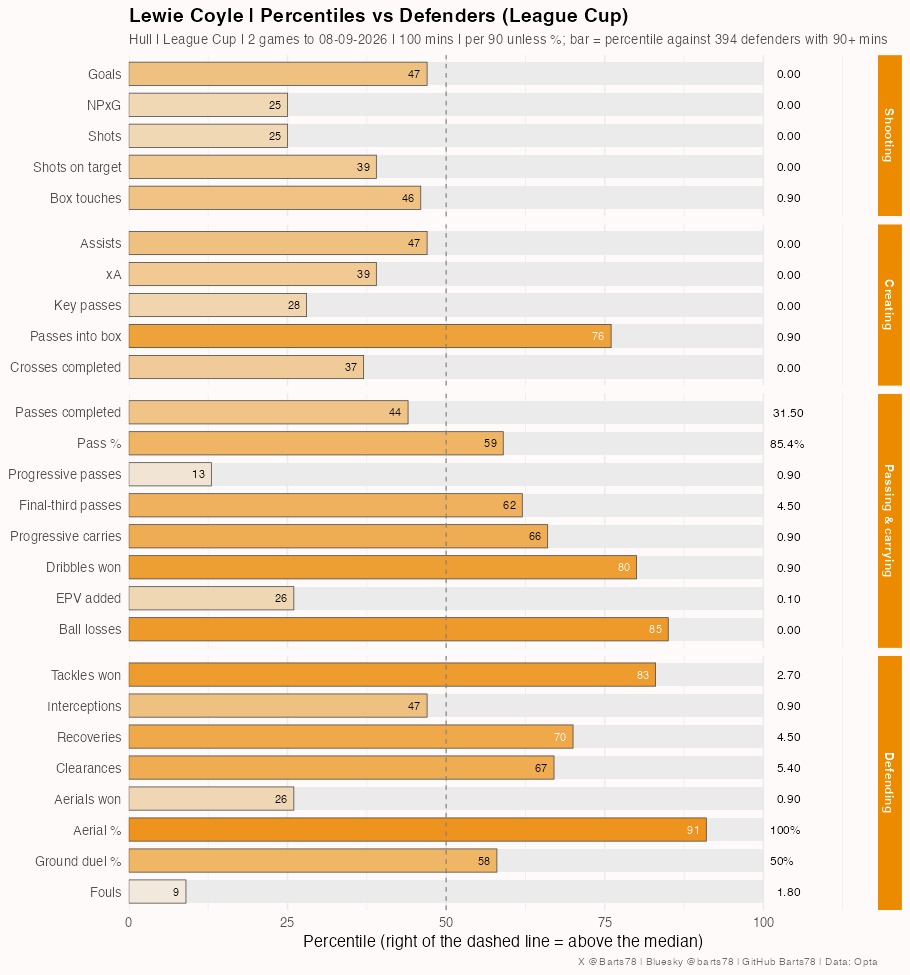 Lewie Coyle | Percentiles vs Defenders (League Cup)
Hull | League Cup | 2 games to 08-09-2026 | 100 mins | per 90 unless %; bar = percentile against 394 defenders with 90+ mins
Goals 47 0.00
NPxG 25 0.00
Shots 25 0.00
Shots on target 39 0.00
Box touches 46 0.90
Shooting
Assists 47 0.00
xA 39 0.00
Key passes 28 0.00
Passes into box 76 0.90
Crosses completed 37 0.00
Creating
Passes completed 44 31.50
Pass % 59 85.4%
Progressive passes 13 0.90
Final-third passes 62 4.50
Progressive carries 66 0.90
Dribbles won 80 0.90
EPV added 26 0.10
Ball losses 85 0.00
Passing & carrying
Tackles won 83 2.70
Interceptions 47 0.90
Recoveries 70 4.50
Clearances 67 5.40
Aerials won 26 0.90
Aerial % 91 100%
Ground duel % 58 50%
Fouls 9 1.80
Defending
0 25 50 75 100
Percentile (right of the dashed line = above the median)
X @Barts78 | Bluesky @barts78 | GitHub Barts78 | Data: Opta